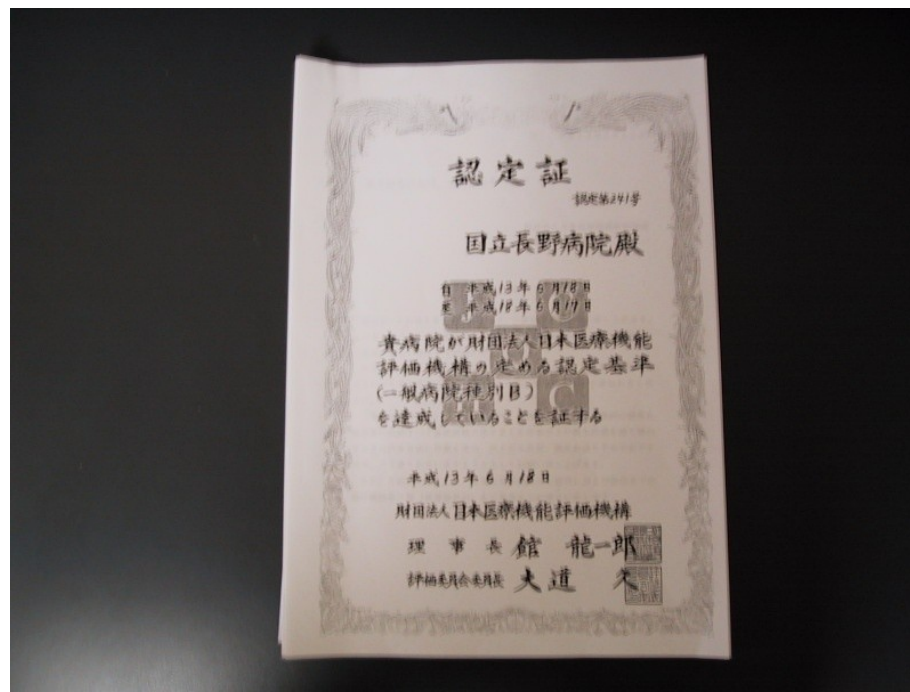 認定証
認定第241号
国立長野病院殿
自 平成13年6月18日
至 平成18年6月17日
貴病院が財団法人日本医療機能
評価機構の定める認定基準
(一般病院種別B)
を達成していることを証する
平成13年6月18日
財団法人日本医療機能評価機構
理事長 館 龍一郎
評価委員会委員長 大道 久